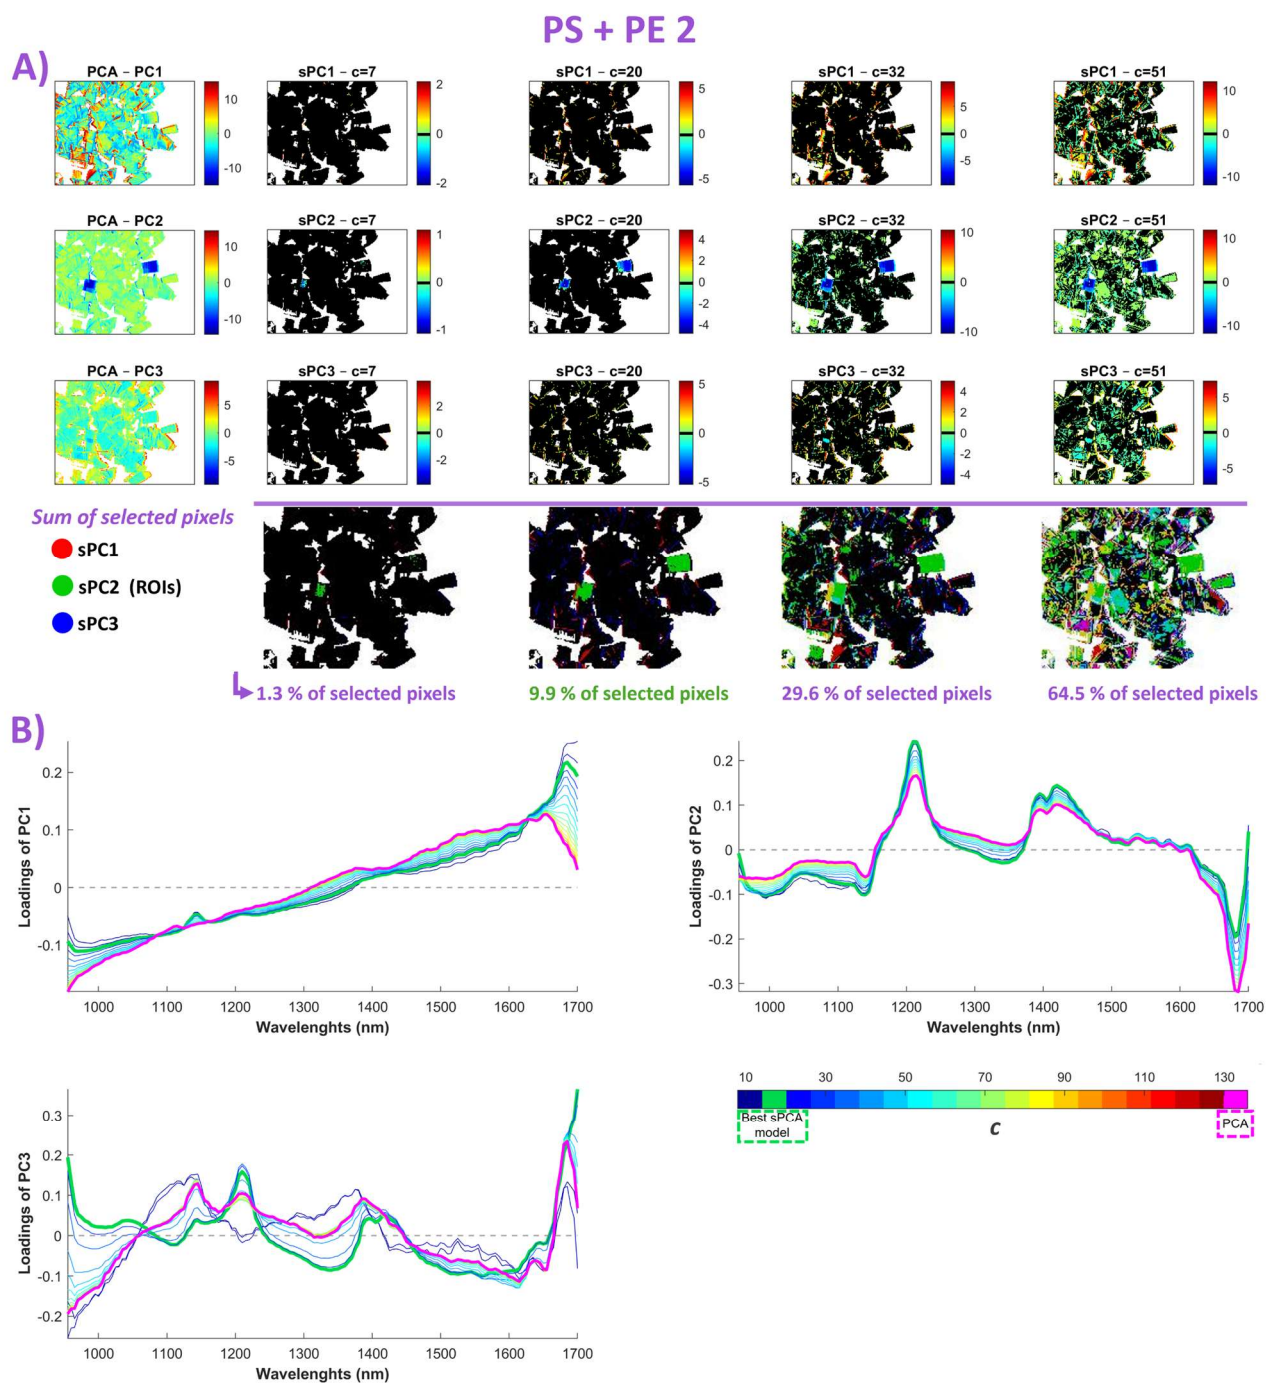 PS + PE 2
A)
PCA – PC1
sPC1 – c=7
sPC1 – c=20
sPC1 – c=32
sPC1 – c=51
10
0
-10
2
0
-2
5
0
-5
5
0
-5
10
0
-10
PCA – PC2
sPC2 – c=7
sPC2 – c=20
sPC2 – c=32
sPC2 – c=51
10
0
-10
1
0
-1
4
2
0
-2
-4
10
0
-10
10
0
-10
PCA – PC3
sPC3 – c=7
sPC3 – c=20
sPC3 – c=32
sPC3 – c=51
5
0
-5
2
0
-2
5
0
-5
4
2
0
-2
-4
5
0
-5
Sum of selected pixels
sPC1
sPC2 (ROIs)
sPC3
1.3 % of selected pixels
9.9 % of selected pixels
29.6 % of selected pixels
64.5 % of selected pixels
B)
Loadings of PC1
0.2
0.1
0
-0.1
1000 1100 1200 1300 1400 1500 1600 1700
Wavelenghts (nm)
Loadings of PC2
0.2
0.1
0
-0.1
-0.2
-0.3
1000 1100 1200 1300 1400 1500 1600 1700
Wavelenghts (nm)
Loadings of PC3
0.3
0.2
0.1
0
-0.1
-0.2
1000 1100 1200 1300 1400 1500 1600 1700
Wavelenghts (nm)
10 30 50 70 90 110 130
Best sPCA
model
c
PCA